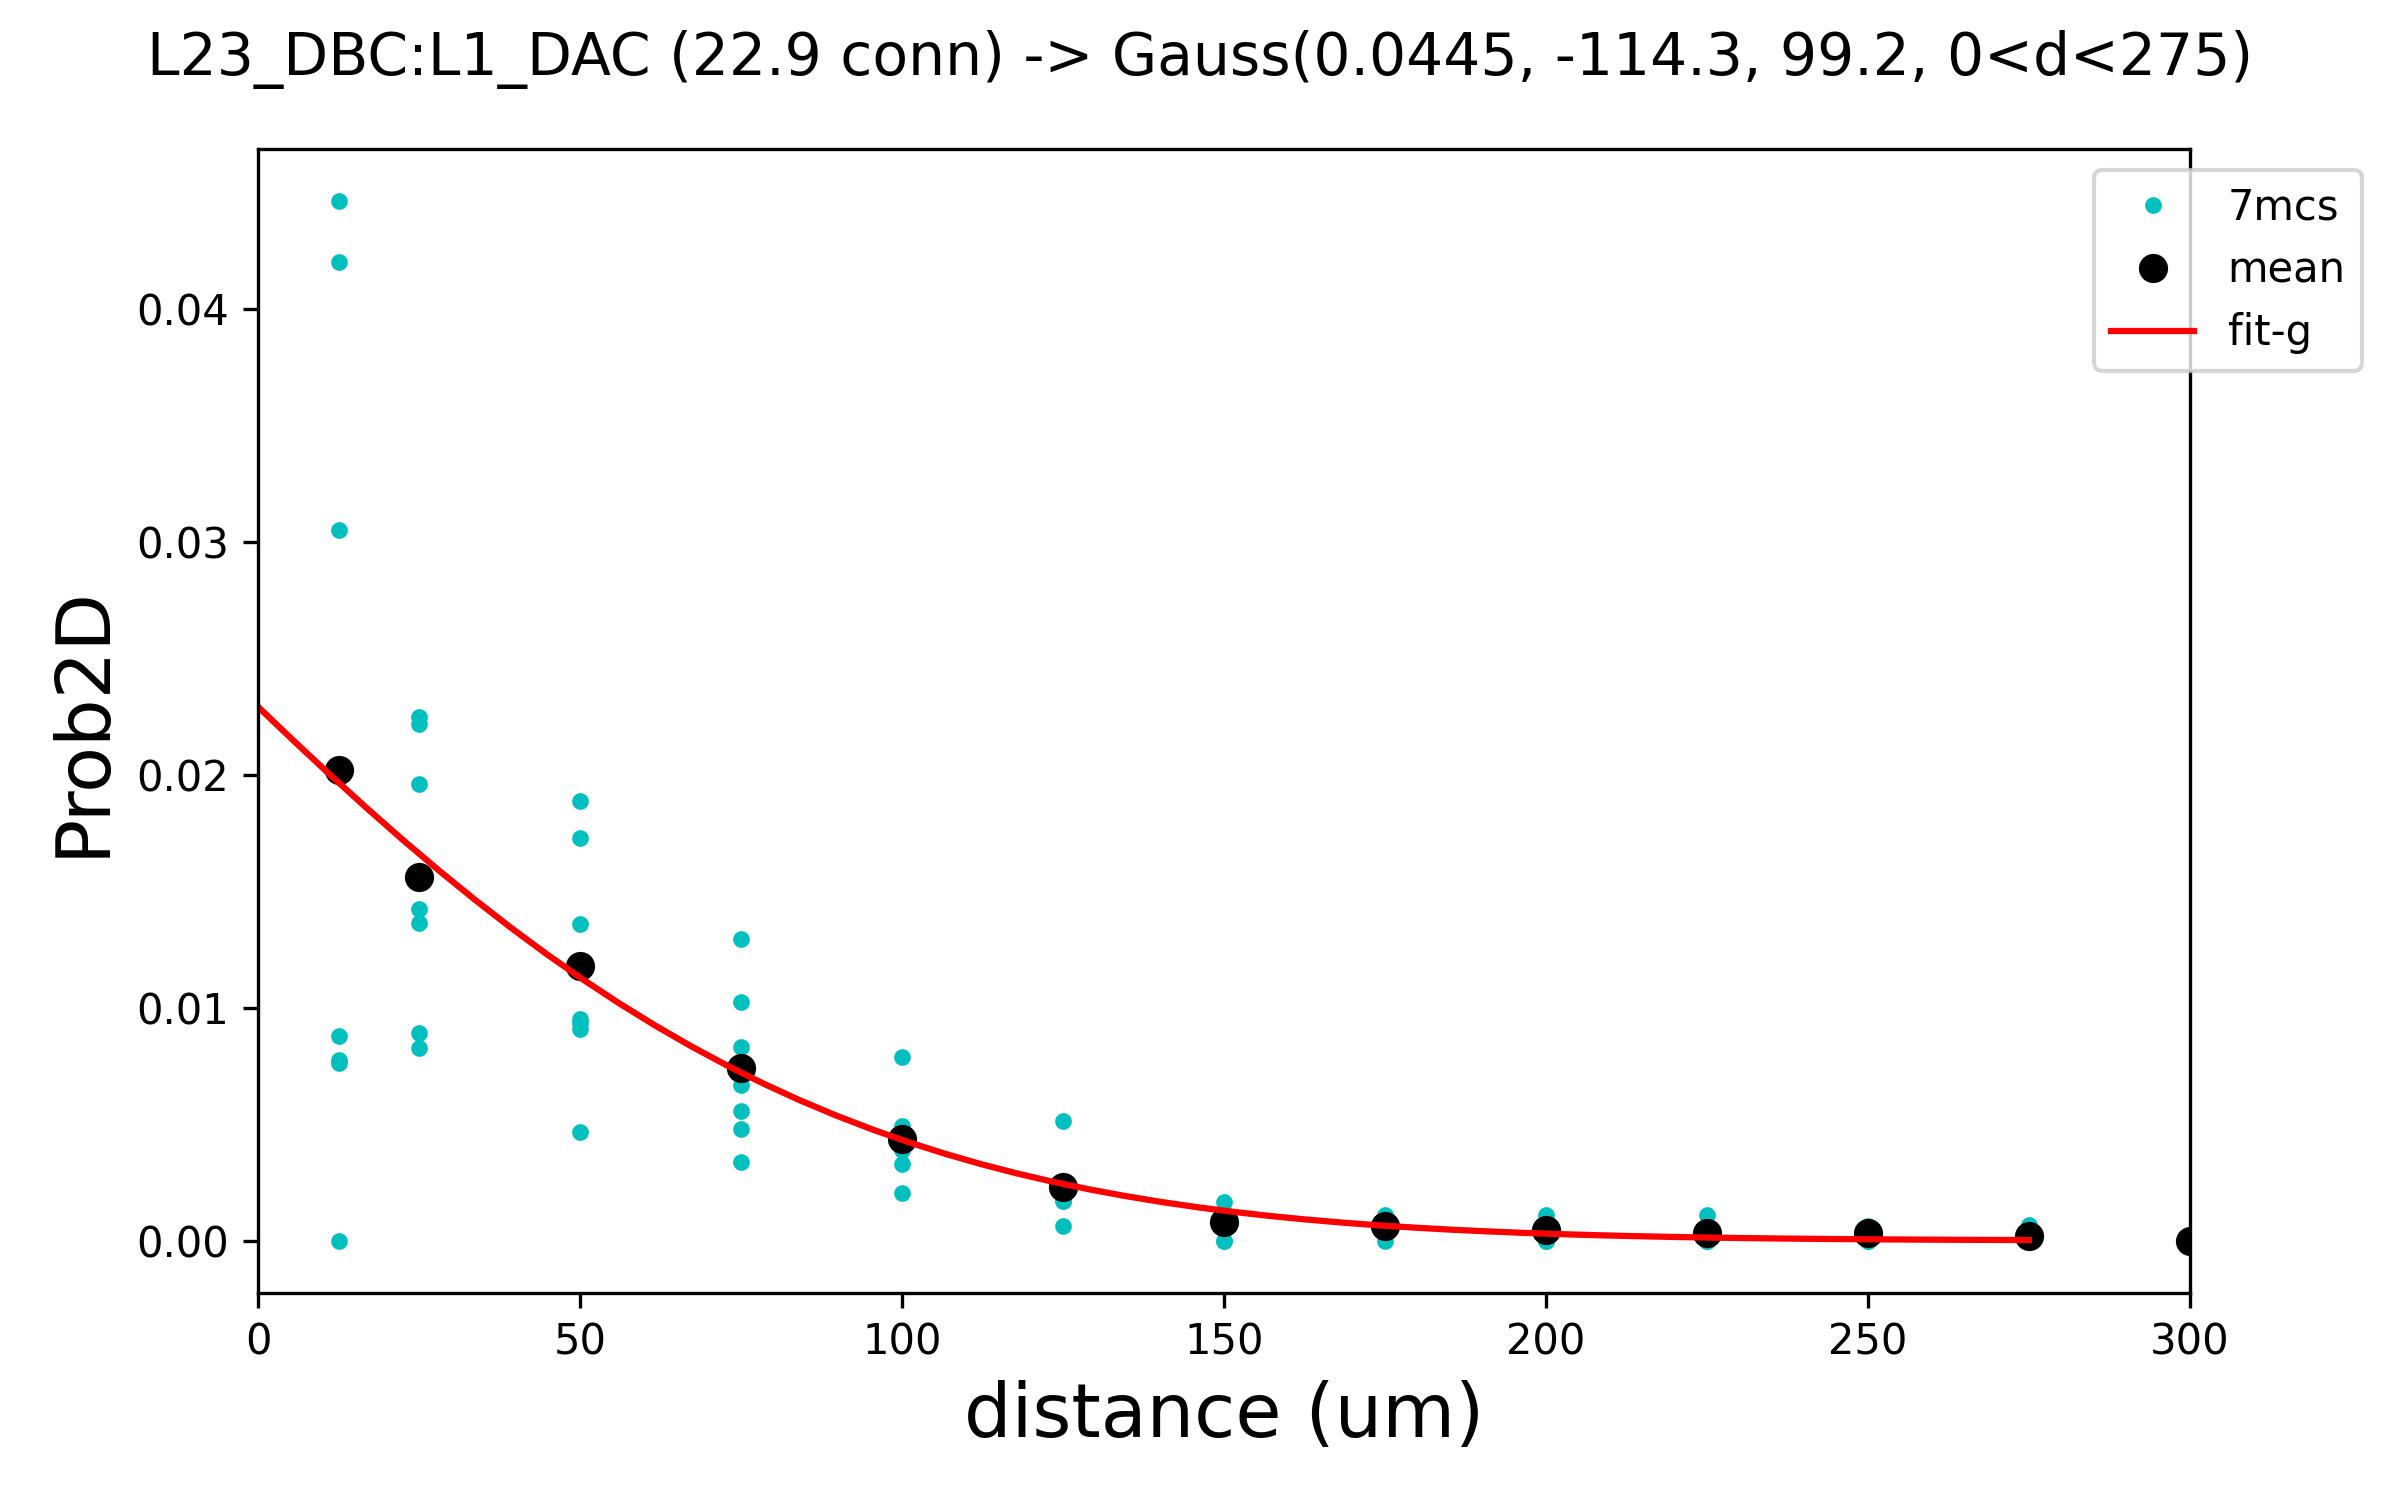 L23_DBC:L1_DAC (22.9 conn) -> Gauss(0.0445, -114.3, 99.2, 0<d<275)
7mcs
mean
fit-g
Prob2D
0.04
0.03
0.02
0.01
0.00
0 50 100 150 200 250 300
distance (um)